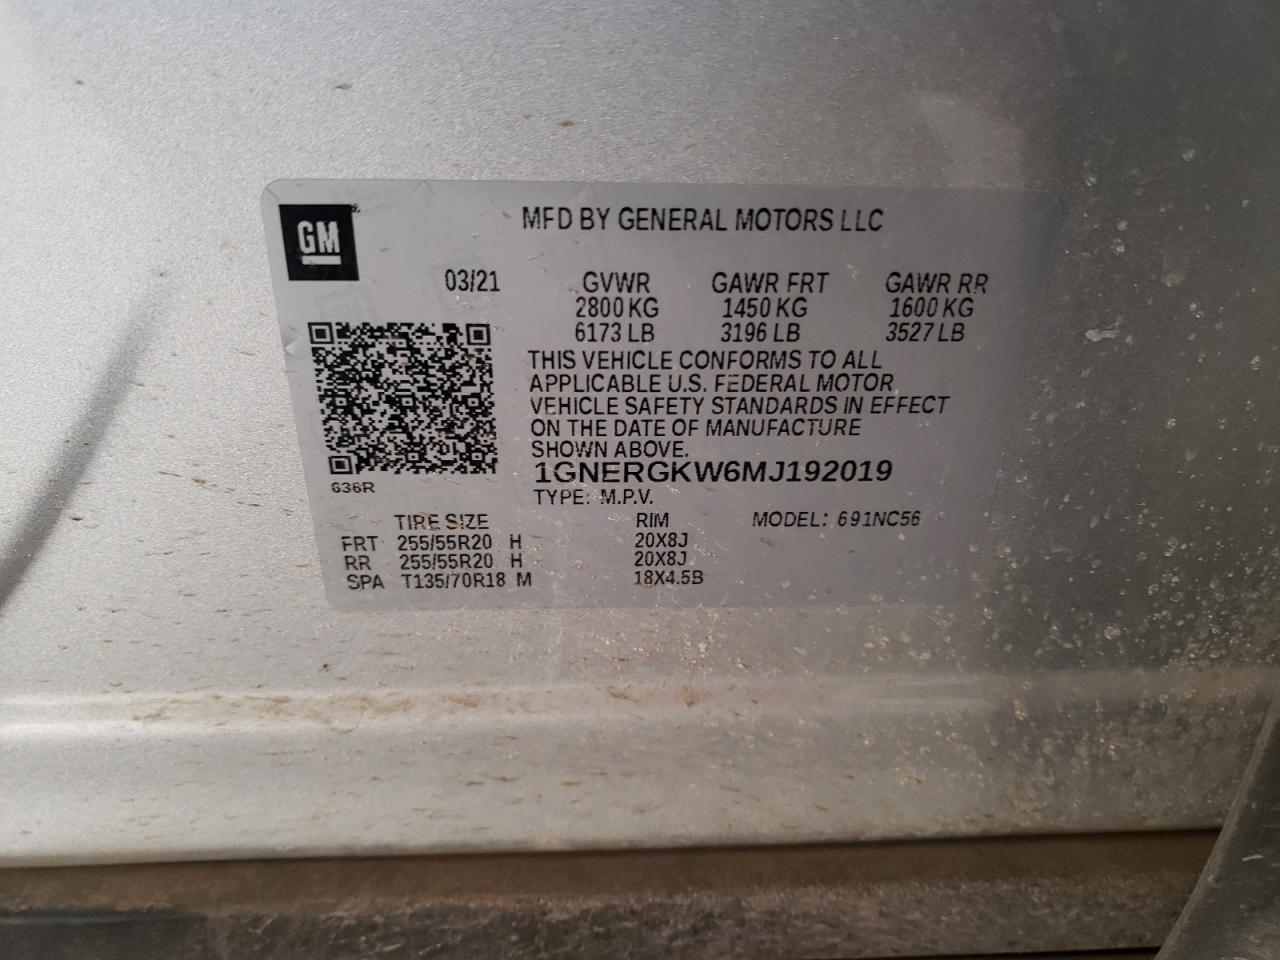 GM
MFD BY GENERAL MOTORS LLC
03/21 GVWR GAWR FRT GAWR RR
2800 KG 1450 KG 1600 KG
6173 LB 3196 LB 3527 LB
THIS VEHICLE CONFORMS TO ALL
APPLICABLE U.S. FEDERAL MOTOR
VEHICLE SAFETY STANDARDS IN EFFECT
ON THE DATE OF MANUFACTURE
SHOWN ABOVE.
1GNERGKW6MJ192019
636R
TYPE: M.P.V.
TIRE SIZE RIM MODEL: 691NC56
FRT 255/55R20 H 20X8J
RR 255/55R20 H 20X8J
SPA T135/70R18 M 18X4.5B